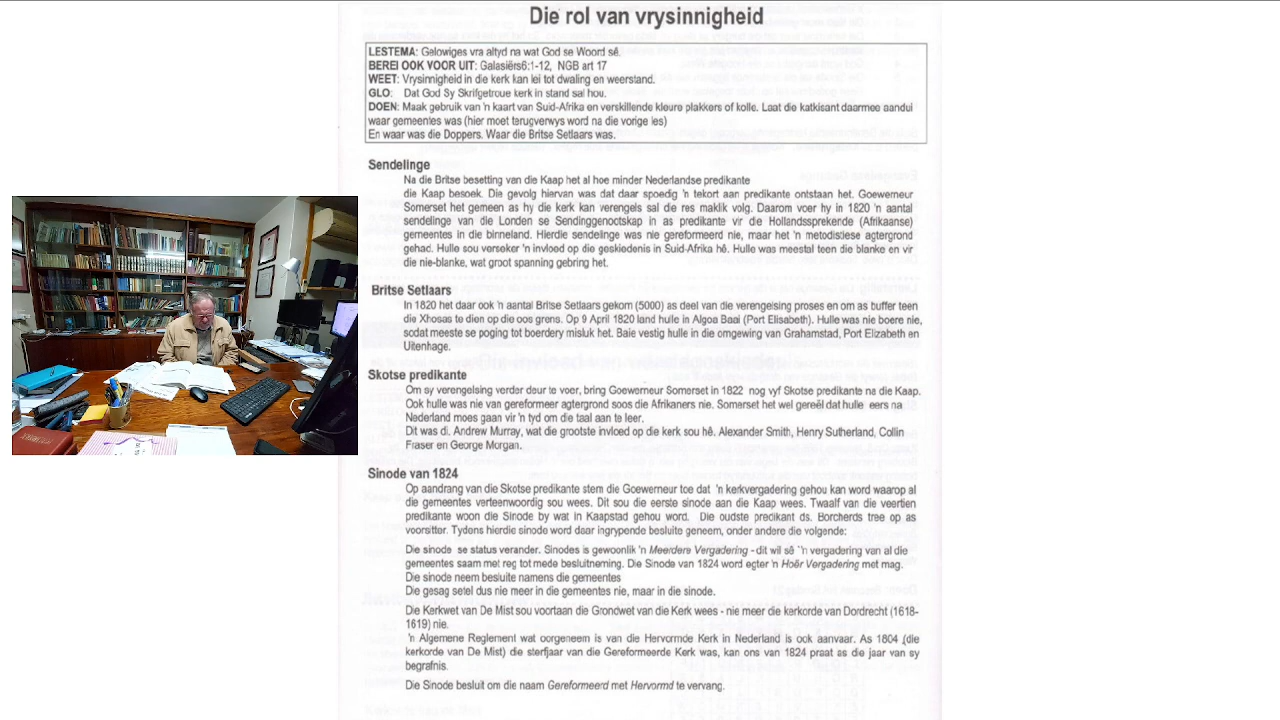 Die rol van vrysinnigheid
LESTEMA: Gelowiges vra altyd na wat God se Woord sê.
BEREI OOK VOOR UIT: Galasiërs6:1-12, NGB art 17
WEET: Vrysinnigheid in die kerk kan lei tot dwaling en weerstand.
GLO: Dat God Sy Skrifgetroue kerk in stand sal hou.
DOEN: Maak gebruik van 'n kaart van Suid-Afrika en verskillende kleure plakkers of kolle. Laat die katkisant daarmee aandui
waar gemeentes was (hier moet terugverwys word na die vorige les)
En waar was die Doppers. Waar die Britse Setlaars was.
Sendelinge
Na die Britse besetting van die Kaap het al hoe minder Nederlandse predikante
die Kaap besoek. Die gevolg hiervan was dat daar spoedig 'n tekort aan predikante ontstaan het. Goewerneur
Somerset het gemeen as hy die kerk kan verengels sal die res maklik volg. Daarom voer hy in 1820 'n aantal
sendelinge van die Londen se Sendinggenootskap in as predikante vir die Hollandssprekende (Afrikaanse)
gemeentes in die binneland. Hierdie sendelinge was nie gereformeerd nie, maar het 'n metodistiese agtergrond
gehad. Hulle sou verseker 'n invloed op die geskiedenis in Suid-Afrika hê. Hulle was meestal teen die blanke en vir
die nie-blanke, wat groot spanning gebring het.
Britse Setlaars
In 1820 het daar ook 'n aantal Britse Setlaars gekom (5000) as deel van die verengelsing proses en om as buffer teen
die Xhosas te dien op die oos grens. Op 9 April 1820 land hulle in Algoa Baai (Port Elisabeth). Hulle was nie boere nie,
sodat meeste se poging tot boerdery misluk het. Baie vestig hulle in die omgewing van Grahamstad, Port Elizabeth en
Uitenhage.
Skotse predikante
Om sy verengelsing verder deur te voer, bring Goewerneur Somerset in 1822 nog vyf Skotse predikante na die Kaap.
Ook hulle was nie van gereformeer agtergrond soos die Afrikaners nie. Somerset het wel gereël dat hulle eers na
Nederland moes gaan vir 'n tyd om die taal aan te leer.
Dit was di. Andrew Murray, wat die grootste invloed op die kerk sou hê. Alexander Smith, Henry Sutherland, Collin
Fraser en George Morgan.
Sinode van 1824
Op aandrang van die Skotse predikante stem die Goewerneur toe dat 'n kerkvergadering gehou kan word waarop al
die gemeentes verteenwoordig sou wees. Dit sou die eerste sinode aan die Kaap wees. Twaalf van die veertien
predikante woon die Sinode by wat in Kaapstad gehou word. Die oudste predikant ds. Borcherds tree op as
voorsitter. Tydens hierdie sinode word daar ingrypende besluite geneem, onder andere die volgende:
Die sinode se status verander. Sinodes is gewoonlik 'n Meerdere Vergadering - dit wil sê 'n vergadering van al die
gemeentes saam met reg tot mede besluitneming. Die Sinode van 1824 word egter 'n Hoër Vergadering met mag.
Die sinode neem besluite namens die gemeentes
Die gesag setel dus nie meer in die gemeentes nie, maar in die sinode.
Die Kerkwet van De Mist sou voortaan die Grondwet van die Kerk wees - nie meer die kerkorde van Dordrecht (1618-
1619) nie.
'n Algemene Reglement wat oorgeneem is van die Hervormde Kerk in Nederland is ook aanvaar. As 1804 (die
kerkorde van De Mist) die sterfjaar van die Gereformeerde Kerk was, kan ons van 1824 praat as die jaar van sy
begrafnis.
Die Sinode besluit om die naam Gereformeerd met Hervormd te vervang.